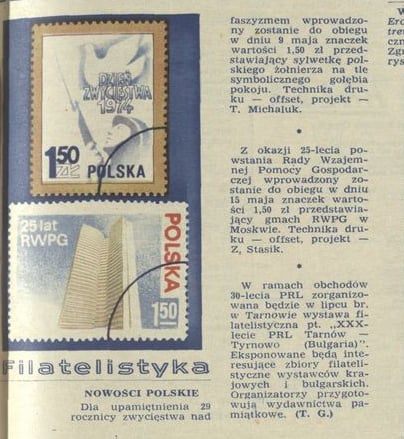 DZIEŃ
ZWYCIĘSTWA
1974
1 50
ZŁ
POLSKA
25 lat
RWPG
POLSKA
1 50
Filatelistyka
NOWOŚCI POLSKIE
Dla upamiętnienia 29
rocznicy zwycięstwa nad
faszyzmem wprowadzo-
ny zostanie do obiegu
w dniu 9 maja znaczek
wartości 1,50 zł przed-
stawiający sylwetkę pol-
skiego żołnierza na tle
symbolicznego gołębia
pokoju. Technika dru-
ku — offset, projekt —
T. Michaluk.
•
Z okazji 25-lecia po-
wstania Rady Wzajem-
nej Pomocy Gospodar-
czej wprowadzony zo-
stanie do obiegu w dniu
15 maja znaczek warto-
ści 1,50 zł przedstawia-
jący gmach RWPG w
Moskwie. Technika dru-
ku — offset, projekt —
Z, Stasik.
•
W ramach obchodów
30-lecia PRL zorganizo-
wana będzie w lipcu br.
w Tarnowie wystawa fi-
latelistyczna pt. „XXX-
lecie PRL Tarnów —
Tyrnowo (Bułgaria)".
Eksponowane będą inte-
resujące zbiory filateli-
styczne wystawców kra-
jowych i bułgarskich.
Organizatorzy przygoto-
wują wydawnictwa pa-
miątkowe. (T. G.)